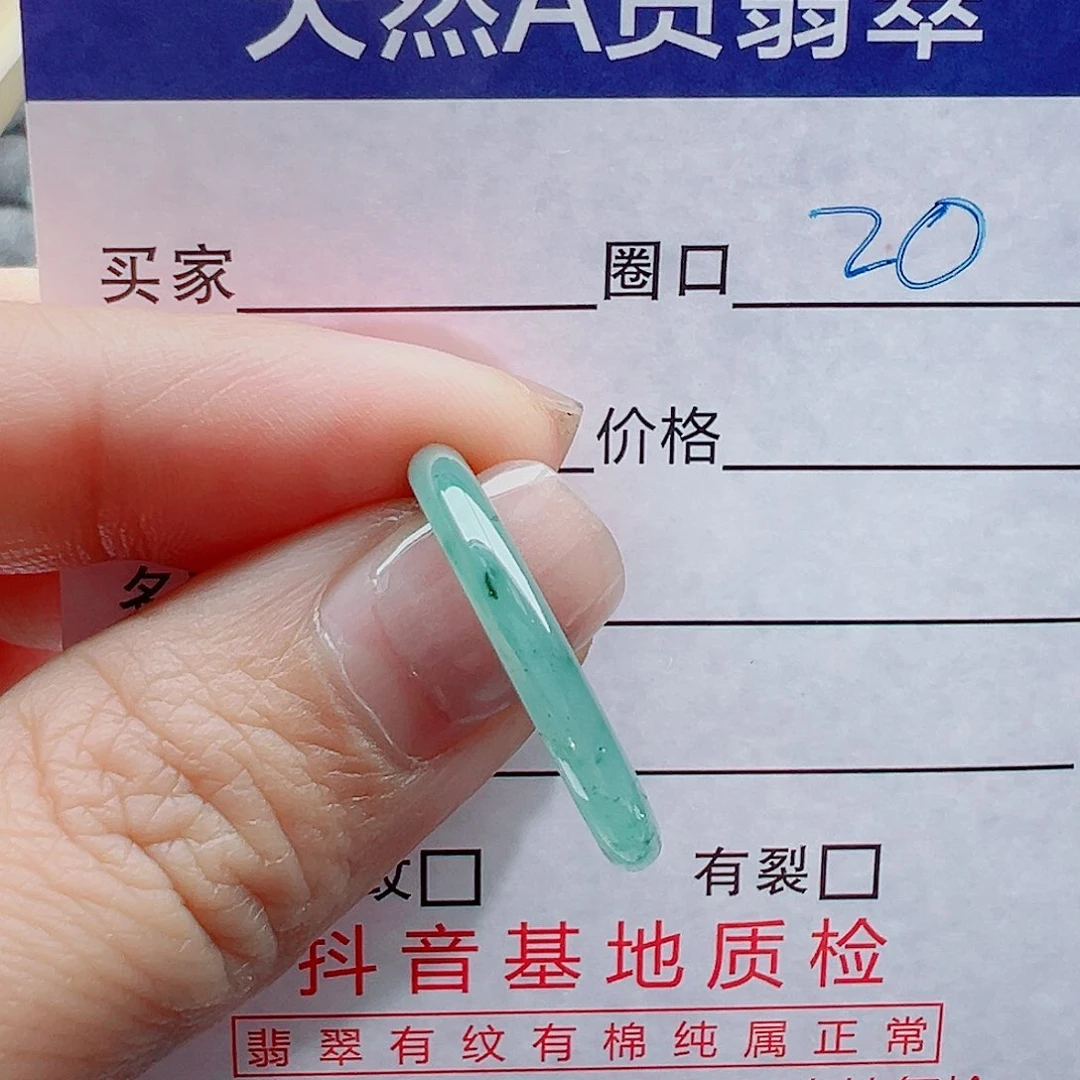 天然A货翡翠
买家 圈口 20
价格
有裂
抖音基地质检
翡翠有纹有棉纯属正常